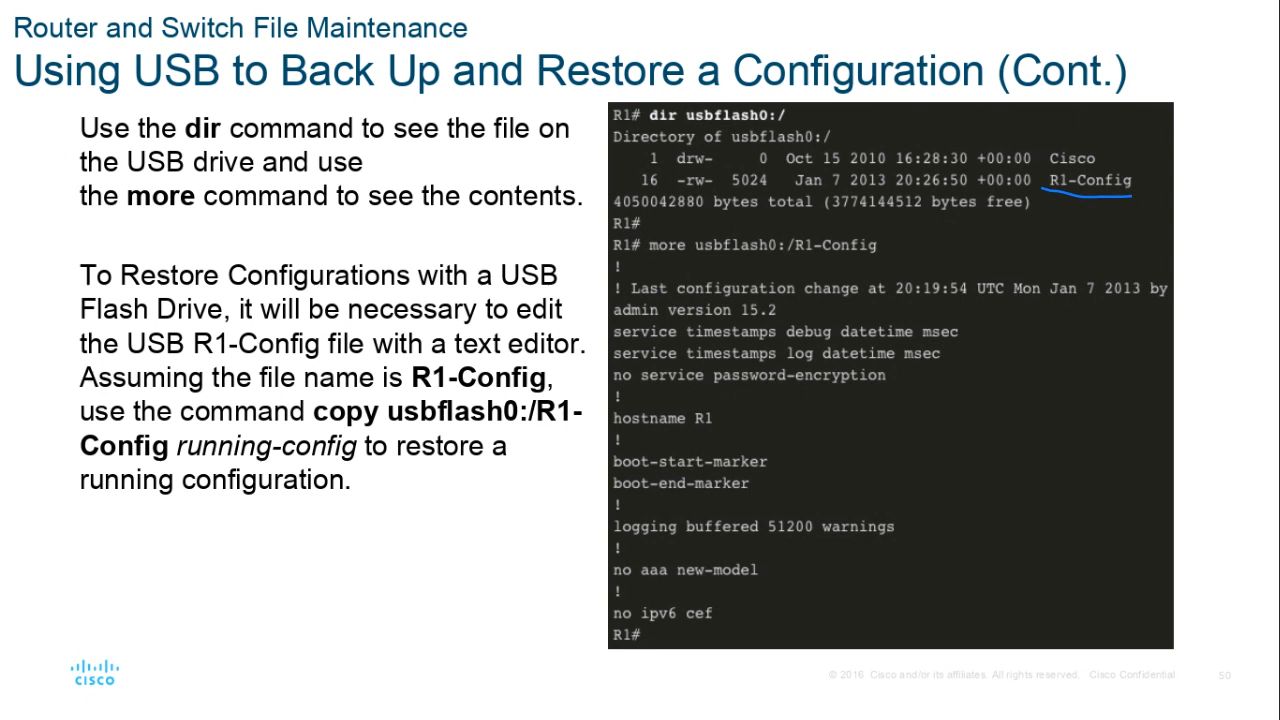 Router and Switch File Maintenance
Using USB to Back Up and Restore a Configuration (Cont.)
Use the dir command to see the file on
the USB drive and use
the more command to see the contents.
To Restore Configurations with a USB
Flash Drive, it will be necessary to edit
the USB R1-Config file with a text editor.
Assuming the file name is R1-Config,
use the command copy usbflash0:/R1-
Config running-config to restore a
running configuration.
R1# dir usbflash0:/
Directory of usbflash0:/
1 drw- 0 Oct 15 2010 16:28:30 +00:00 Cisco
16 -rw- 5024 Jan 7 2013 20:26:50 +00:00 R1-Config
4050042880 bytes total (3774144512 bytes free)
R1#
R1# more usbflash0:/R1-Config
!
! Last configuration change at 20:19:54 UTC Mon Jan 7 2013 by
admin version 15.2
service timestamps debug datetime msec
service timestamps log datetime msec
no service password-encryption
!
hostname R1
!
boot-start-marker
boot-end-marker
!
logging buffered 51200 warnings
!
no aaa new-model
!
no ipv6 cef
R1#
CISCO
© 2016 Cisco and/or its affiliates. All rights reserved. Cisco Confidential
50